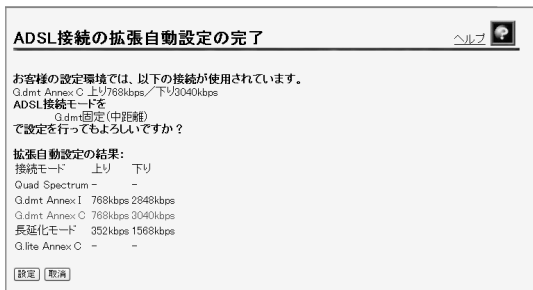 ADSL接続の拡張自動設定の完了
ヘルプ ?
お客様の設定環境では、以下の接続が使用されています。
G.dmt Annex C 上り768kbps／下り3040kbps
ADSL接続モードを
G.dmt固定(中距離)
で設定を行ってもよろしいですか？
拡張自動設定の結果:
接続モード 上り 下り
Quad Spectrum - -
G.dmt Annex I 768kbps 2848kbps
G.dmt Annex C 768kbps 3040kbps
長延化モード 352kbps 1568kbps
G.lite Annex C - -
設定 取消